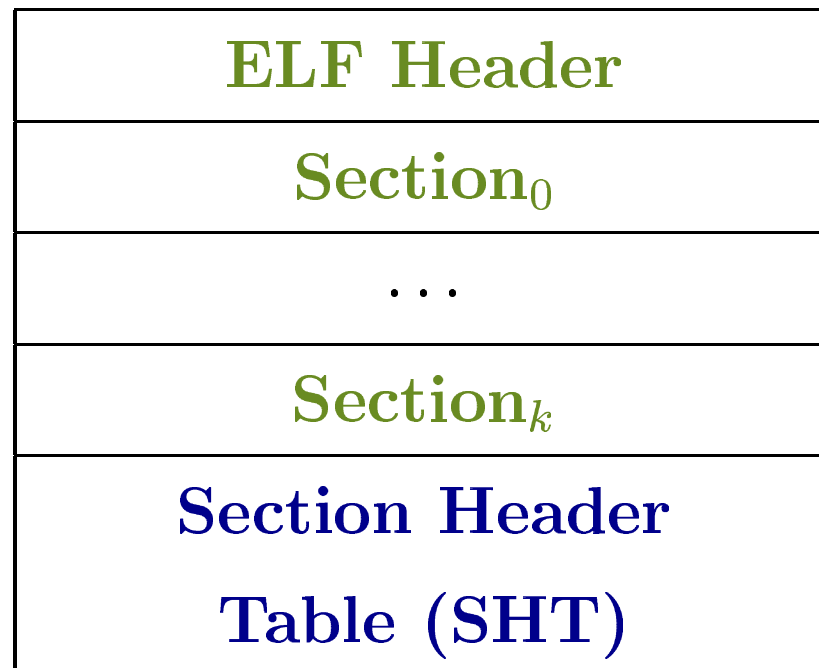 ELF Header
Section₀
...
Sectionₖ
Section Header
Table (SHT)